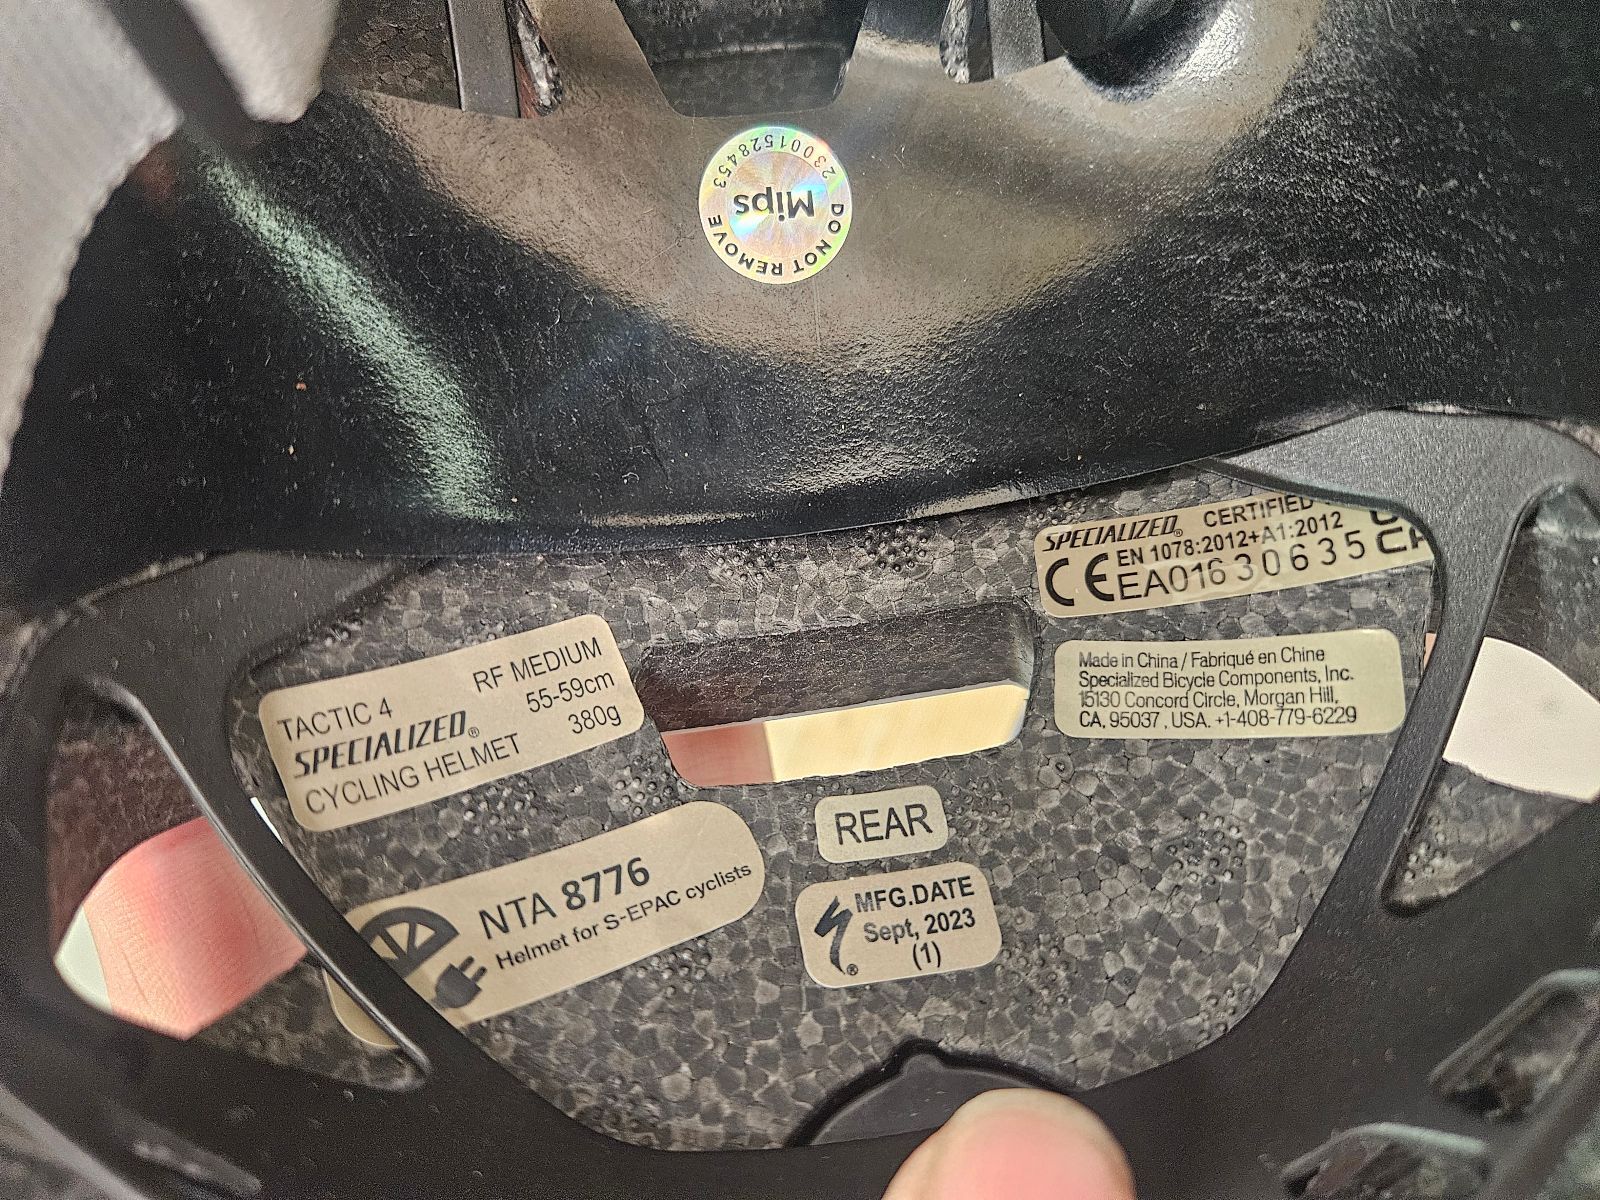 23001528453
Mips
DO NOT REMOVE
SPECIALIZED® CERTIFIED
EN 1078:2012+A1:2012
CE EA01630635
TACTIC 4 RF MEDIUM
SPECIALIZED® 55-59cm
CYCLING HELMET 380g
Made in China / Fabriqué en Chine
Specialized Bicycle Components, Inc.
15130 Concord Circle, Morgan Hill,
CA, 95037, USA. +1-408-779-6229
REAR
NTA 8776
Helmet for S-EPAC cyclists
MFG.DATE
Sept, 2023
(1)